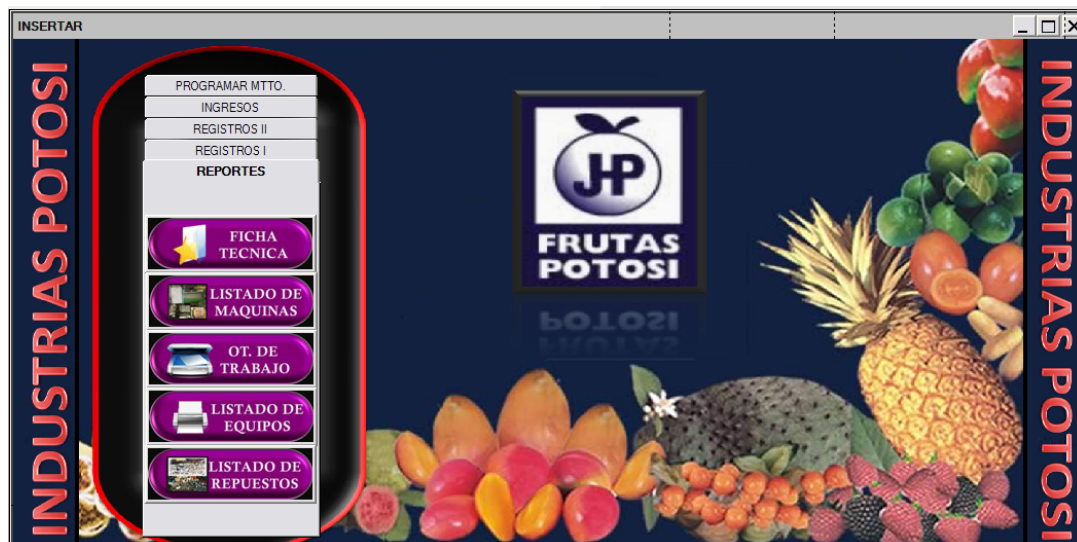 INSERTAR
INDUSTRIAS POTOSI
PROGRAMAR MTTO.
INGRESOS
REGISTROS II
REGISTROS I
REPORTES
FICHA
TECNICA
LISTADO DE
MAQUINAS
OT. DE
TRABAJO
LISTADO DE
EQUIPOS
LISTADO DE
REPUESTOS
JHP
FRUTAS
POTOSI
INDUSTRIAS POTOSI